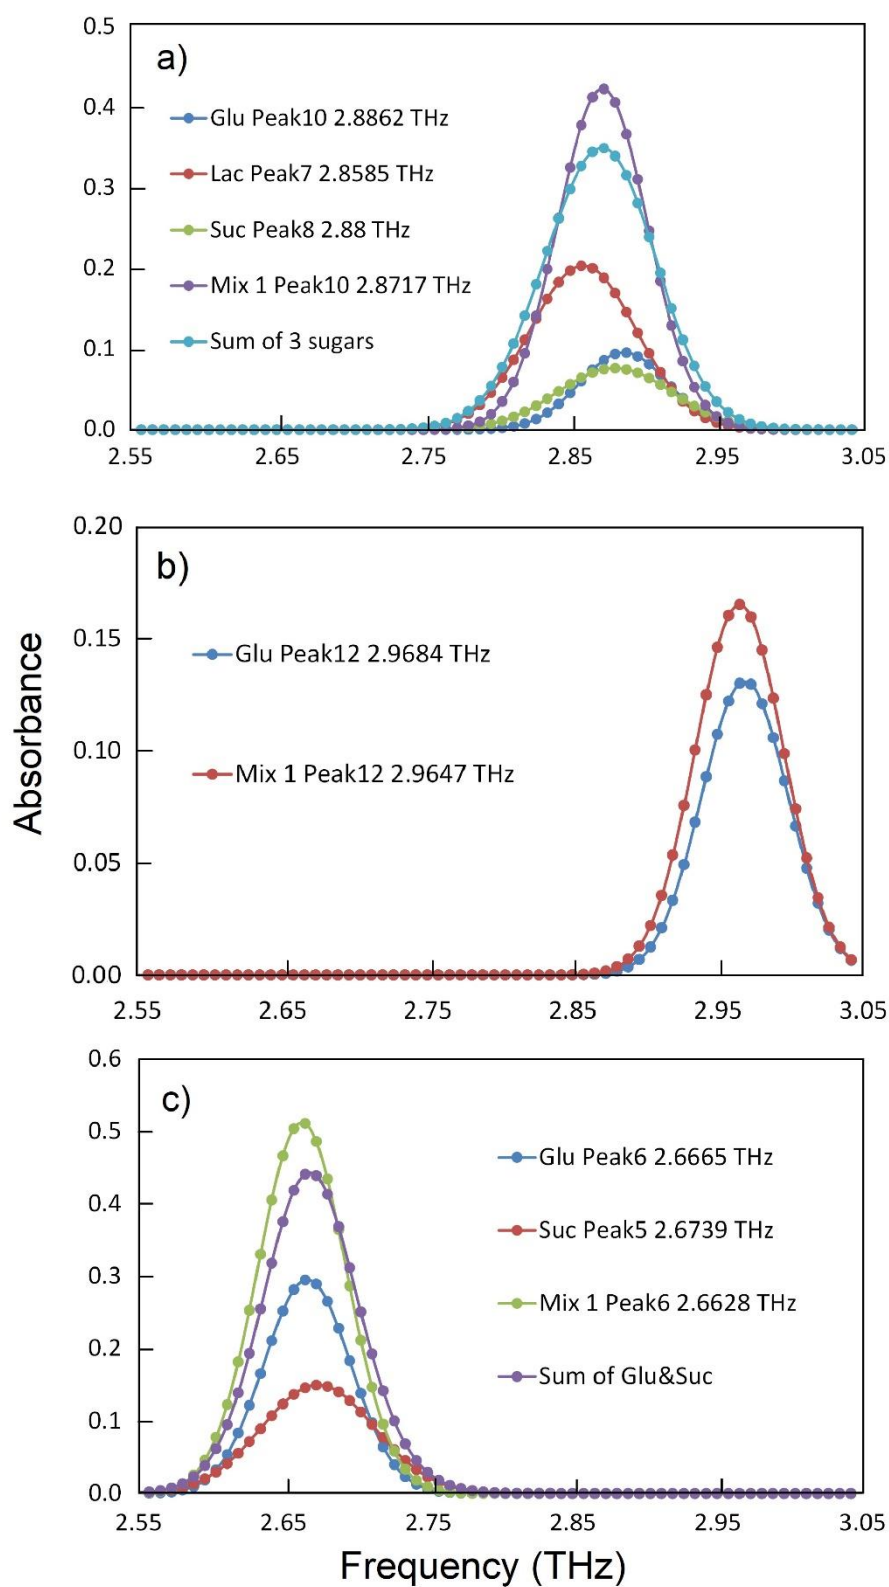 0.5
a)
Glu Peak10 2.8862 THz
0.4
Lac Peak7 2.8585 THz
0.3
Suc Peak8 2.88 THz
0.2
Mix 1 Peak10 2.8717 THz
Sum of 3 sugars
0.1
0.0
2.55 2.65 2.75 2.85 2.95 3.05
0.20
b)
Glu Peak12 2.9684 THz
0.15
Mix 1 Peak12 2.9647 THz
0.10
0.05
0.00
2.55 2.65 2.75 2.85 2.95 3.05
Absorbance
0.6
c)
Glu Peak6 2.6665 THz
0.5
Suc Peak5 2.6739 THz
0.4
Mix 1 Peak6 2.6628 THz
0.3
Sum of Glu&Suc
0.2
0.1
0.0
2.55 2.65 2.75 2.85 2.95 3.05
Frequency (THz)